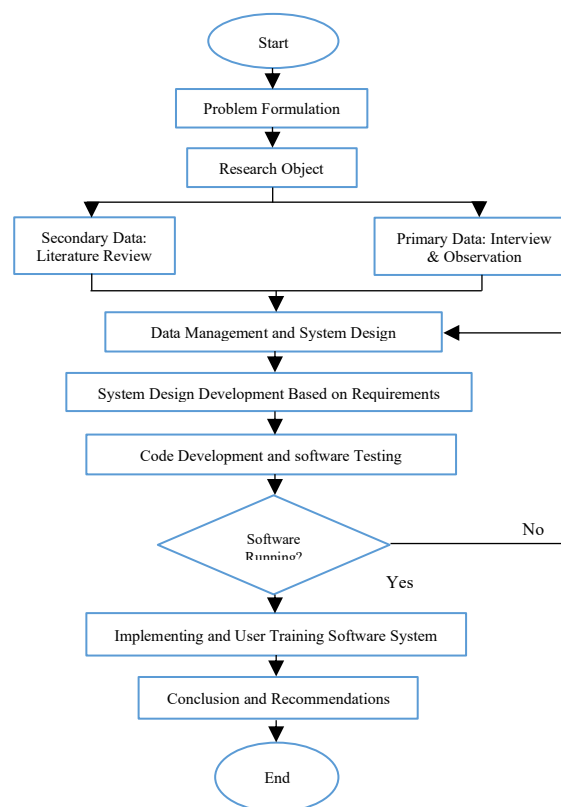 Start
Problem Formulation
Research Object
Secondary Data:
Literature Review
Primary Data: Interview
& Observation
Data Management and System Design
System Design Development Based on Requirements
Code Development and software Testing
Software
Running?
No
Yes
Implementing and User Training Software System
Conclusion and Recommendations
End